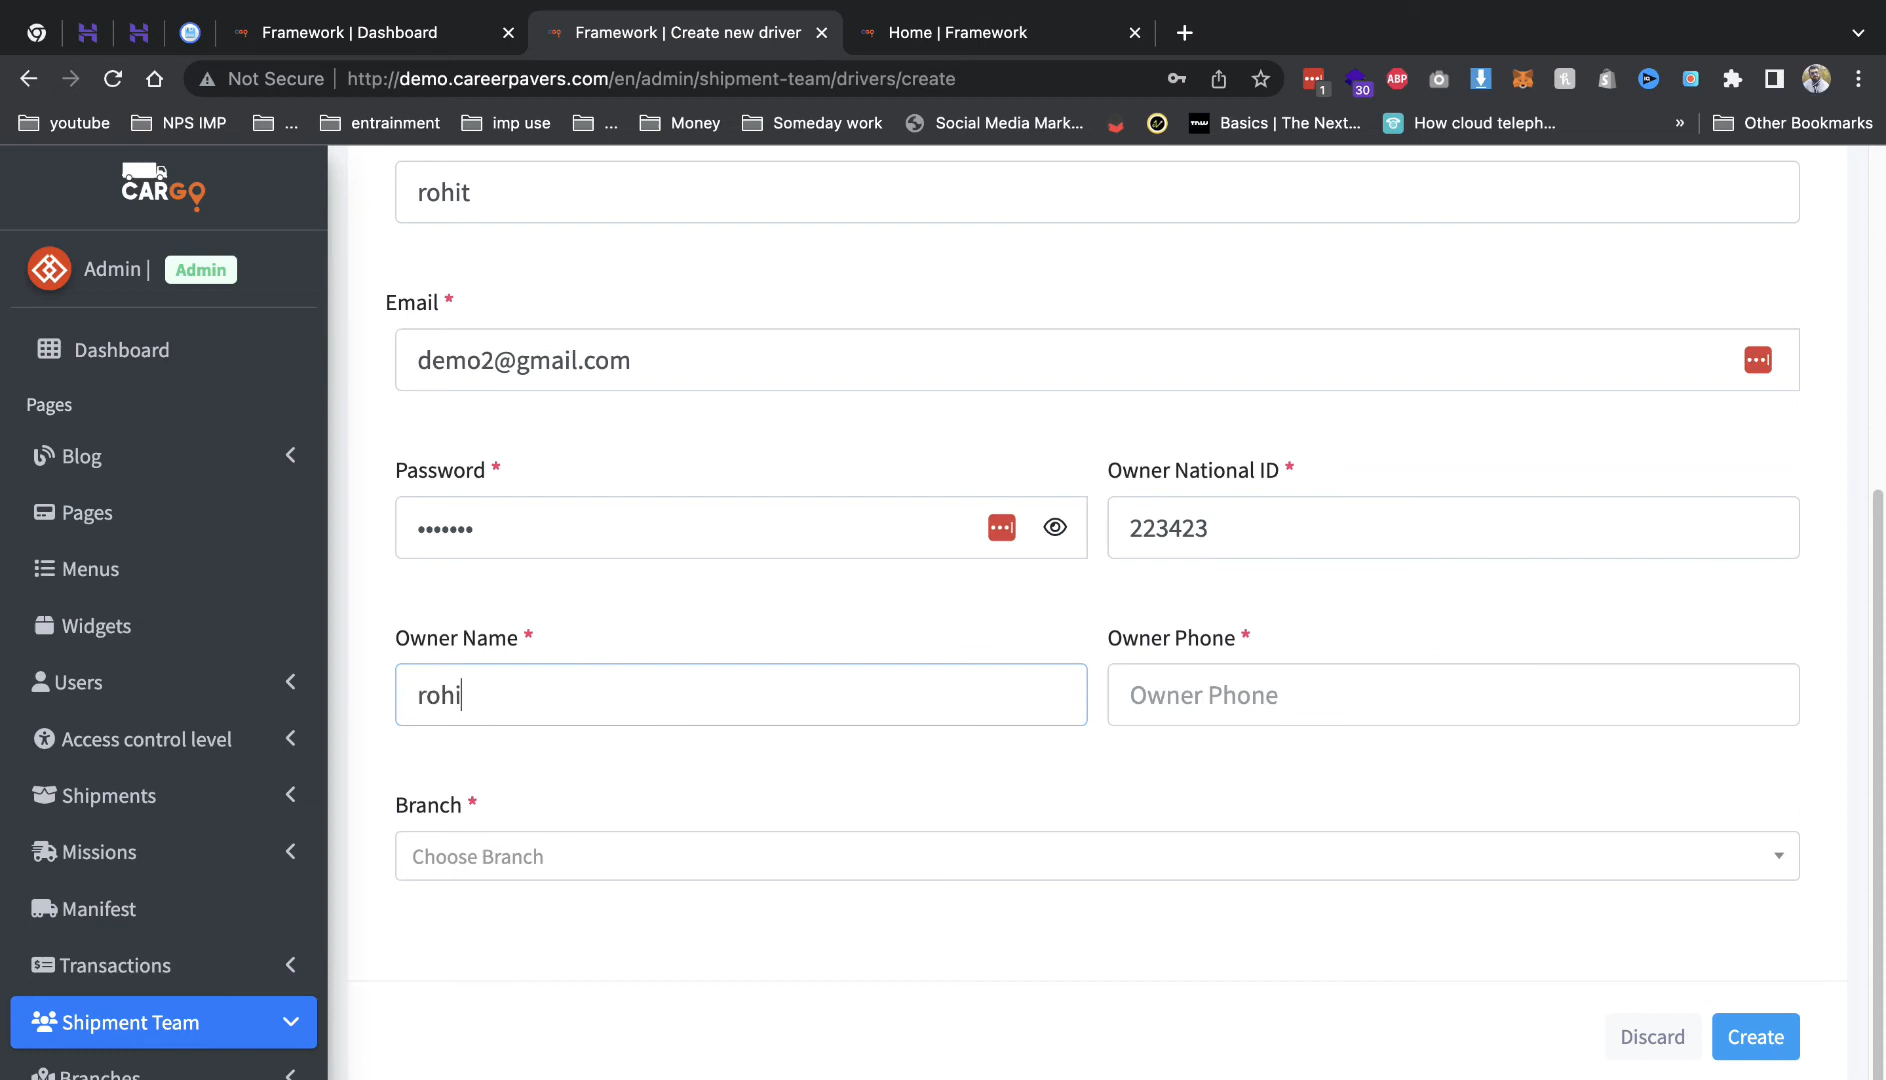 Framework | Dashboard
Framework | Create new driver
Home | Framework
Not Secure | http://demo.careerpavers.com/en/admin/shipment-team/drivers/create
1
30
ABP
youtube
NPS IMP
...
entrainment
imp use
...
Money
Someday work
Social Media Mark...
Basics | The Next...
How cloud teleph...
»
Other Bookmarks
CARGO
Admin |
Admin
Dashboard
Pages
Blog
Pages
Menus
Widgets
Users
Access control level
Shipments
Missions
Manifest
Transactions
Shipment Team
Branches
rohit
Email *
demo2@gmail.com
Password *
•••••••
Owner National ID *
223423
Owner Name *
rohi
Owner Phone *
Owner Phone
Branch *
Choose Branch
Discard
Create